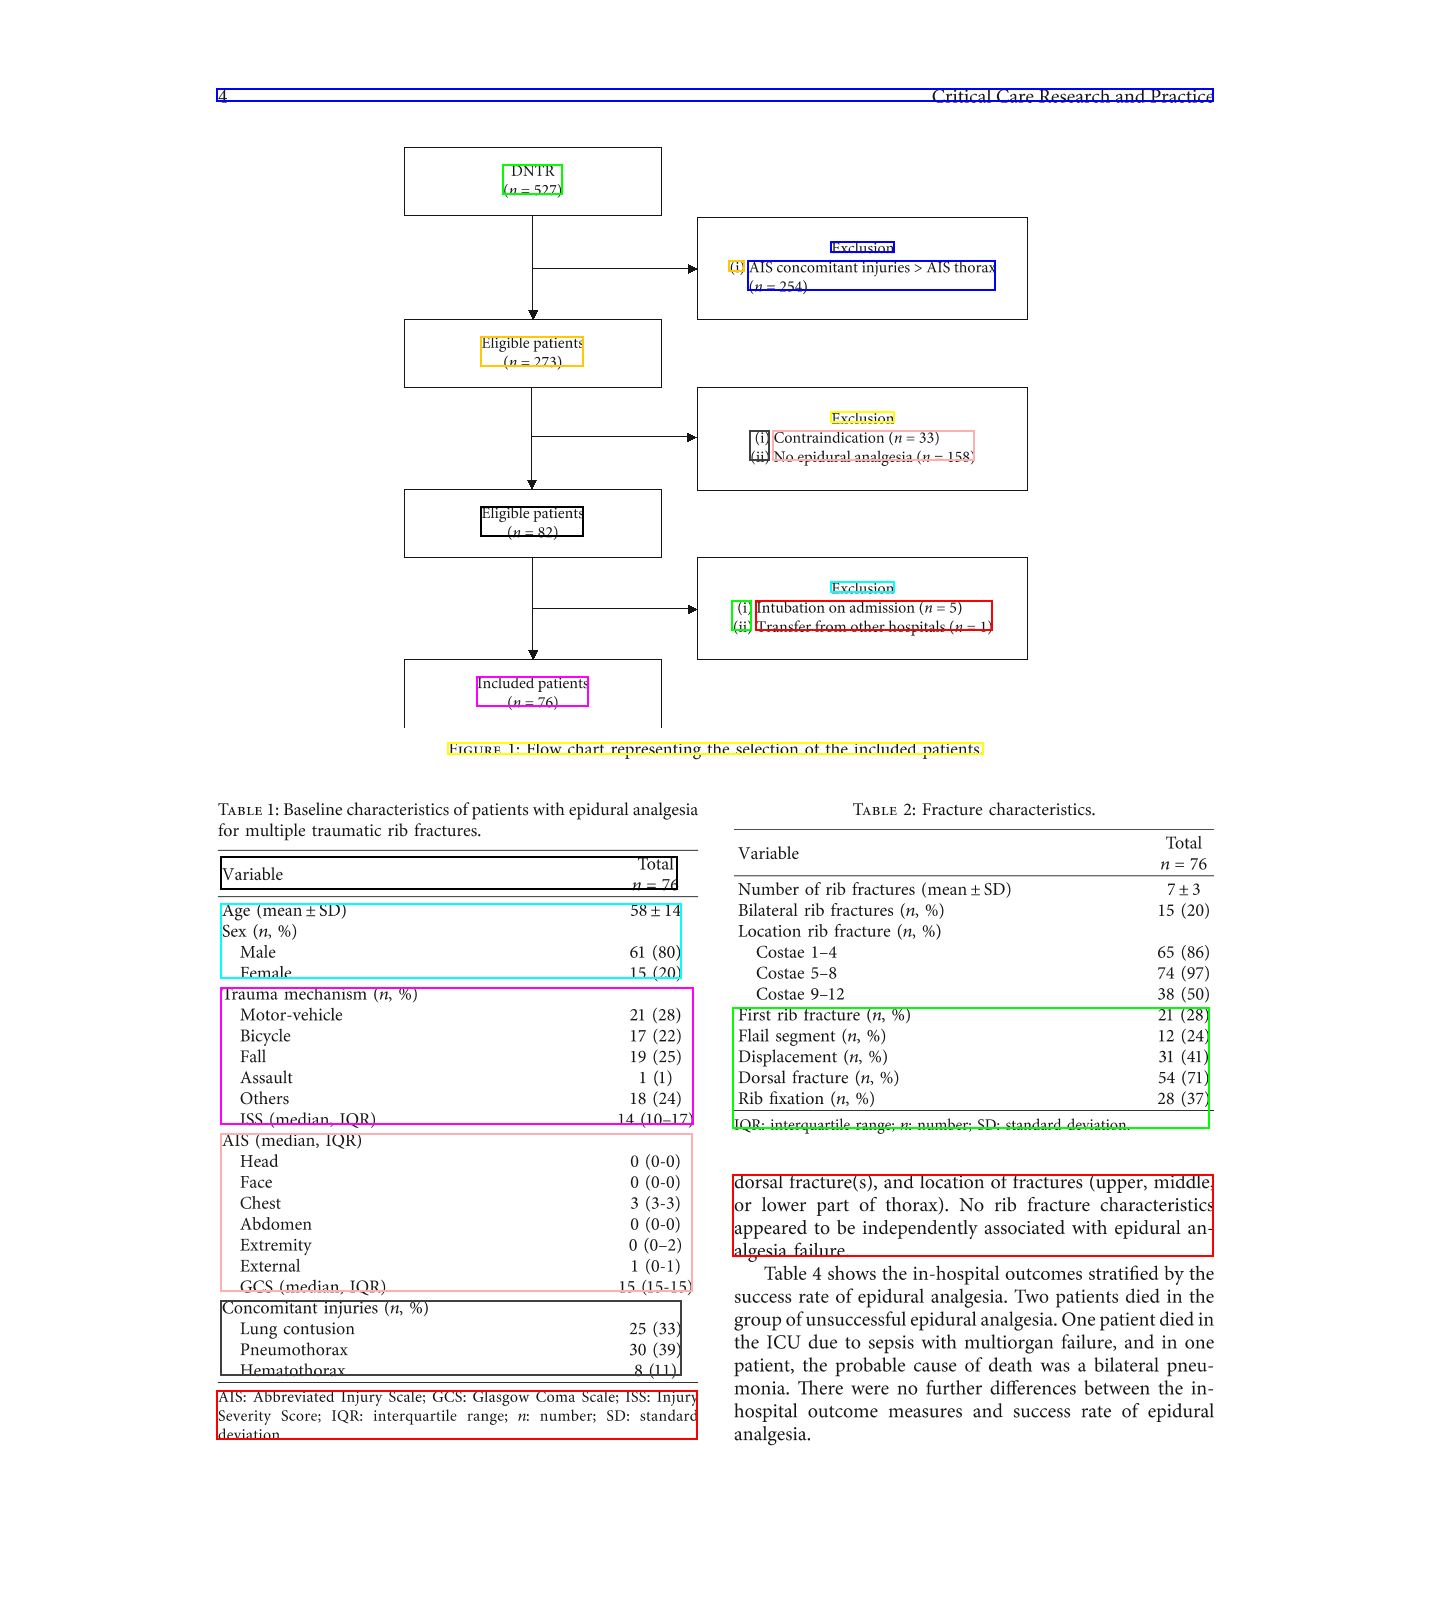 4 Critical Care Research and Practice
DNTR
(n = 527)
Exclusion
(i) AIS concomitant injuries > AIS thorax
(n = 254)
Eligible patients
(n = 273)
Exclusion
(i) Contraindication (n = 33)
(ii) No epidural analgesia (n = 158)
Eligible patients
(n = 82)
Exclusion
(i) Intubation on admission (n = 5)
(ii) Transfer from other hospitals (n = 1)
Included patients
(n = 76)
Figure 1: Flow chart representing the selection of the included patients.
Table 1: Baseline characteristics of patients with epidural analgesia
for multiple traumatic rib fractures.
Variable Total
n = 76
Age (mean ± SD) 58 ± 14
Sex (n, %)
Male 61 (80)
Female 15 (20)
Trauma mechanism (n, %)
Motor-vehicle 21 (28)
Bicycle 17 (22)
Fall 19 (25)
Assault 1 (1)
Others 18 (24)
ISS (median, IQR) 14 (10–17)
AIS (median, IQR)
Head 0 (0-0)
Face 0 (0-0)
Chest 3 (3-3)
Abdomen 0 (0-0)
Extremity 0 (0–2)
External 1 (0-1)
GCS (median, IQR) 15 (15-15)
Concomitant injuries (n, %)
Lung contusion 25 (33)
Pneumothorax 30 (39)
Hematothorax 8 (11)
AIS: Abbreviated Injury Scale; GCS: Glasgow Coma Scale; ISS: Injury
Severity Score; IQR: interquartile range; n: number; SD: standard
deviation.
Table 2: Fracture characteristics.
Variable Total
n = 76
Number of rib fractures (mean ± SD) 7 ± 3
Bilateral rib fractures (n, %) 15 (20)
Location rib fracture (n, %)
Costae 1–4 65 (86)
Costae 5–8 74 (97)
Costae 9–12 38 (50)
First rib fracture (n, %) 21 (28)
Flail segment (n, %) 12 (24)
Displacement (n, %) 31 (41)
Dorsal fracture (n, %) 54 (71)
Rib fixation (n, %) 28 (37)
IQR: interquartile range; n: number; SD: standard deviation.
dorsal fracture(s), and location of fractures (upper, middle,
or lower part of thorax). No rib fracture characteristics
appeared to be independently associated with epidural an-
algesia failure.
Table 4 shows the in-hospital outcomes stratified by the
success rate of epidural analgesia. Two patients died in the
group of unsuccessful epidural analgesia. One patient died in
the ICU due to sepsis with multiorgan failure, and in one
patient, the probable cause of death was a bilateral pneu-
monia. There were no further differences between the in-
hospital outcome measures and success rate of epidural
analgesia.